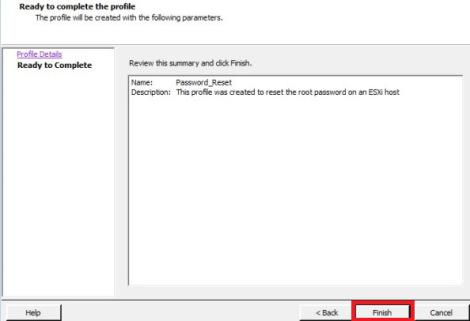 Ready to complete the profile
The profile will be created with the following parameters.
Profile Details
Ready to Complete
Review this summary and click Finish.
Name: Password_Reset
Description: This profile was created to reset the root password on an ESXi host
Help
< Back
Finish
Cancel